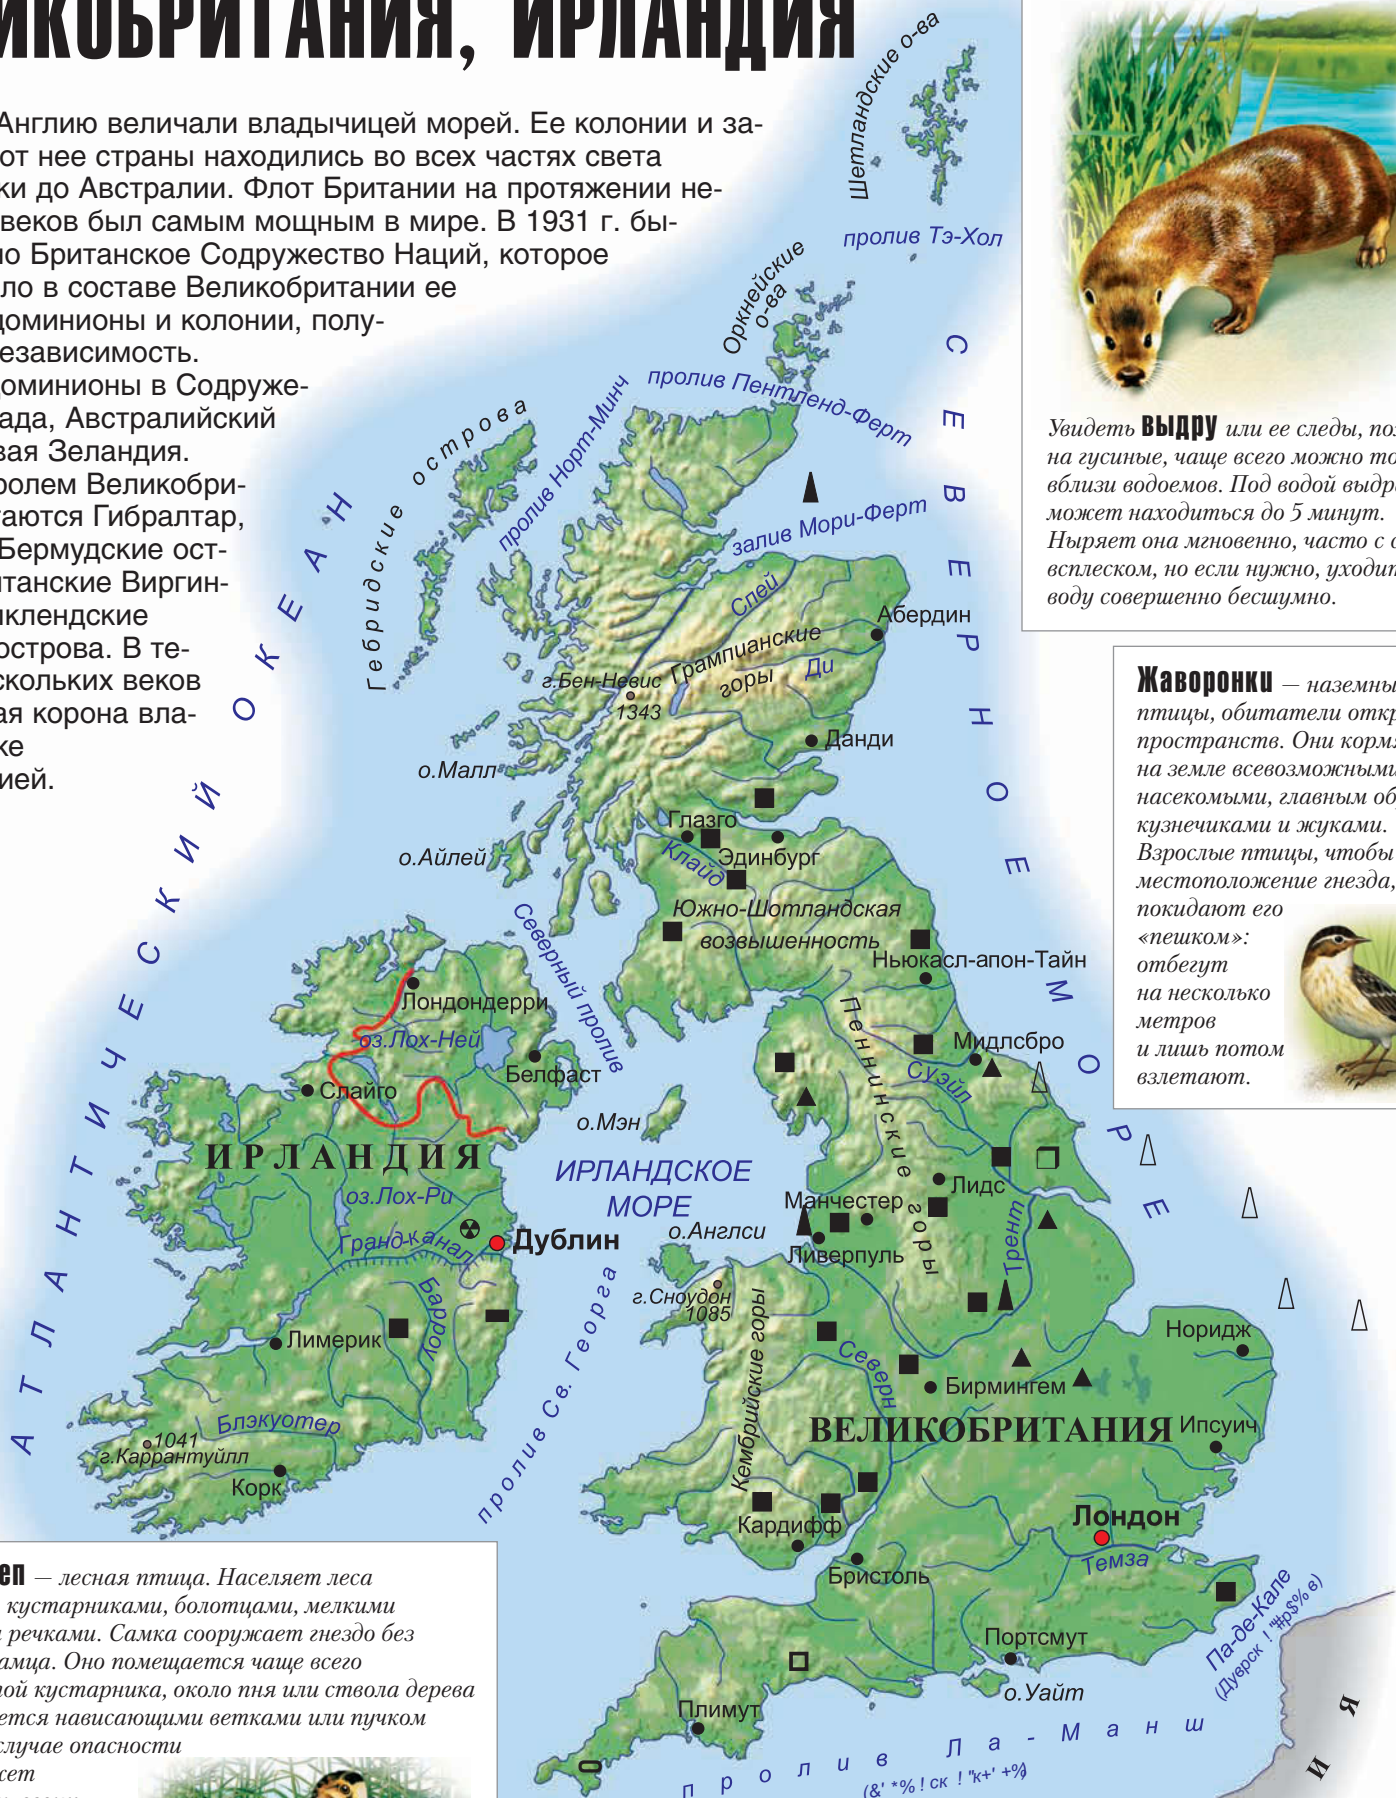 ИКОБРИТАНИЯ, ИРЛАНДИЯ
Англию величали владычицей морей. Ее колонии и за-
от нее страны находились во всех частях света
ки до Австралии. Флот Британии на протяжении не-
веков был самым мощным в мире. В 1931 г. бы-
но Британское Содружество Наций, которое
ло в составе Великобритании ее
доминионы и колонии, полу-
езависимость.
доминионы в Содруже-
ада, Австралийский
вая Зеландия.
ролем Великобри-
таются Гибралтар,
Бермудские ост-
итанские Виргин-
клендские
острова. В те-
скольких веков
ая корона вла-
ке
ией.
Увидеть выдру или ее следы, по
на гусиные, чаще всего можно то
вблизи водоемов. Под водой выдр
может находиться до 5 минут.
Ныряет она мгновенно, часто с
всплеском, но если нужно, уходит
воду совершенно бесшумно.
Жаворонки — наземны
птицы, обитатели откр
пространств. Они кормя
на земле всевозможными
насекомыми, главным об
кузнечиками и жуками.
Взрослые птицы, чтобы
местоположение гнезда,
покидают его
«пешком»:
отбегут
на несколько
метров
и лишь потом
взлетают.
Шетландские о-ва
пролив Тэ-Хол
Оркнейские
о-ва
пролив Пентленд-Ферт
пролив Норт-Минч
Гебридские острова
залив Мори-Ферт
СЕВЕРНОЕ МОРЕ
АТЛАНТИЧЕСКИЙ ОКЕАН
Спей
Абердин
Грампианские
горы
Ди
г.Бен-Невис
1343
Данди
о.Малл
Глазго
Эдинбург
Клайд
о.Айлей
Южно-Шотландская
возвышенность
Северный пролив
Ньюкасл-апон-Тайн
Лондондерри
оз.Лох-Ней
Белфаст
Слайго
Пеннинские горы
Мидлсбро
Суэйл
о.Мэн
ИРЛАНДИЯ
ИРЛАНДСКОЕ
МОРЕ
оз.Лох-Ри
Гранд-канал
Дублин
Манчестер
Лидс
о.Англси
Ливерпуль
Трент
г.Сноудон
1085
Барроу
Лимерик
пролив Св. Георга
Кембрийские горы
Северн
Норидж
Бирмингем
ВЕЛИКОБРИТАНИЯ
Ипсуич
Блэкуотер
1041
г.Каррантуйлл
Корк
Кардифф
Лондон
Темза
Бристоль
Па-де-Кале
(Дуврск ! "#р$% в)
Портсмут
о.Уайт
Плимут
пролив Ла-Манш
(&' *% ! ск ! "к+' +%)
И Я
еп — лесная птица. Населяет леса
кустарниками, болотцами, мелкими
и речками. Самка сооружает гнездо без
амца. Оно помещается чаще всего
той кустарника, около пня или ствола дерева
ется нависающими ветками или пучком
случае опасности
жет